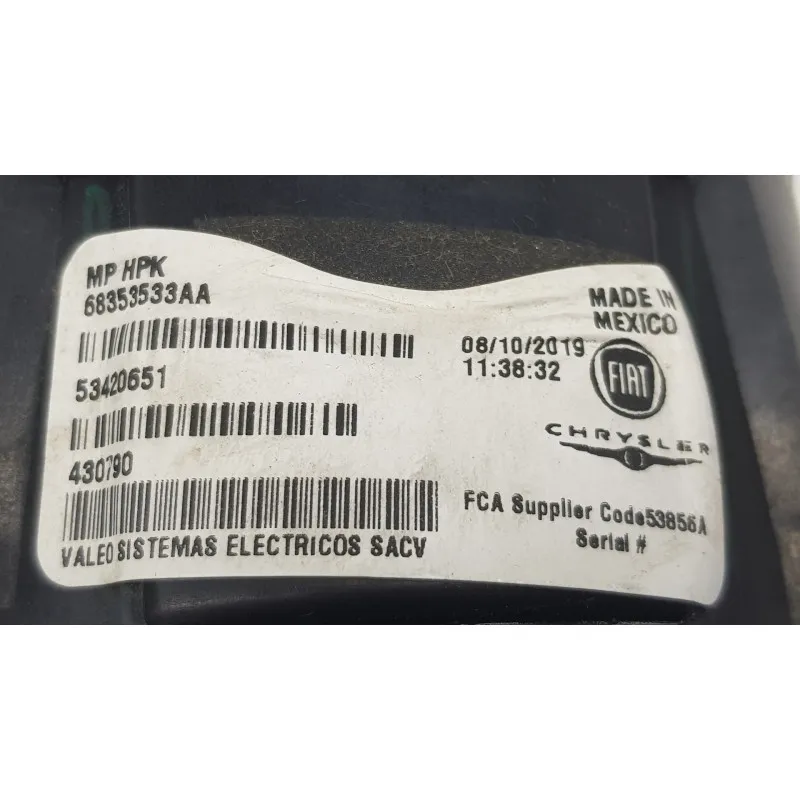 MP HPK
68353533AA
53420651
430790
VALEO SISTEMAS ELECTRICOS SACV
MADE IN
MEXICO
08/10/2019
11:38:32
FIAT
CHRYSLER
FCA Supplier Code53856A
Serial #